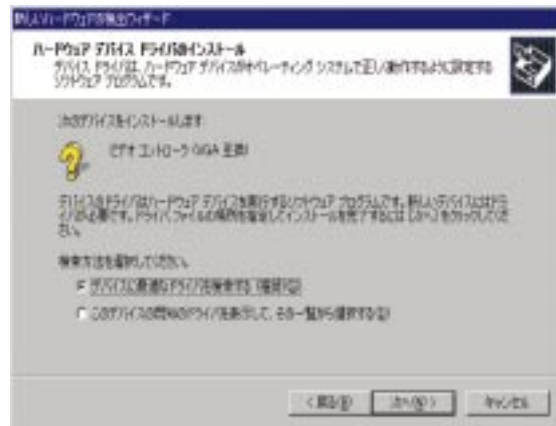 新しいハードウェアの検出ウィザード
ハードウェア デバイス ドライバのインストール
デバイス ドライバは、ハードウェア デバイスがオペレーティング システムで正しく動作するように設定する
ソフトウェア プログラムです。
次のデバイスをインストールします:
ビデオ コントローラ (VGA 互換)
デバイスのドライバはハードウェア デバイスを実行するソフトウェア プログラムです。新しいデバイスにはドラ
イバが必要です。ドライバ ファイルの場所を指定してインストールを完了するには [次へ] をクリックしてくだ
さい。
検索方法を選択してください。
デバイスに最適なドライバを検索する (推奨)(S)
このデバイスの既知のドライバを表示して、その一覧から選択する(D)
< 戻る(B)
次へ(N) >
キャンセル